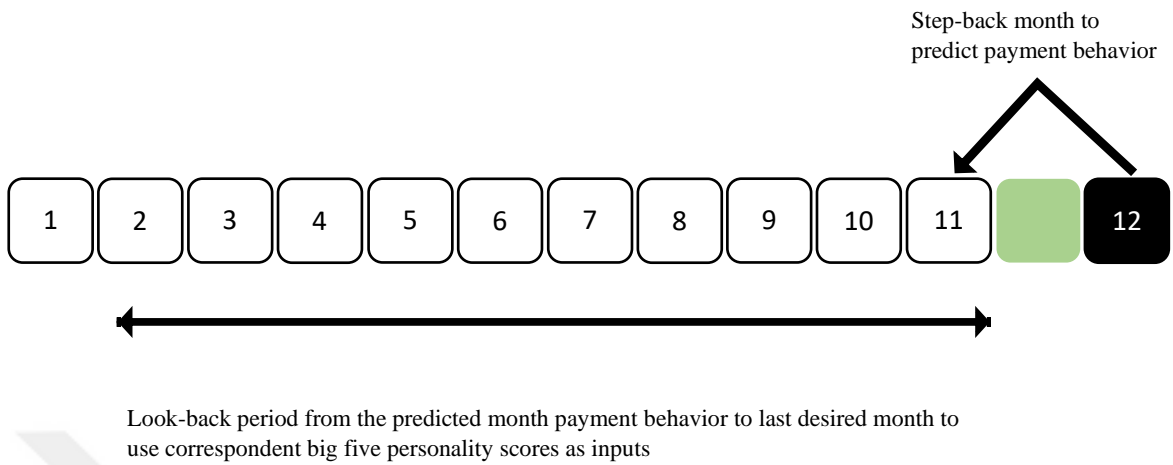 Step-back month to
predict payment behavior
1 2 3 4 5 6 7 8 9 10 11 12
Look-back period from the predicted month payment behavior to last desired month to
use correspondent big five personality scores as inputs